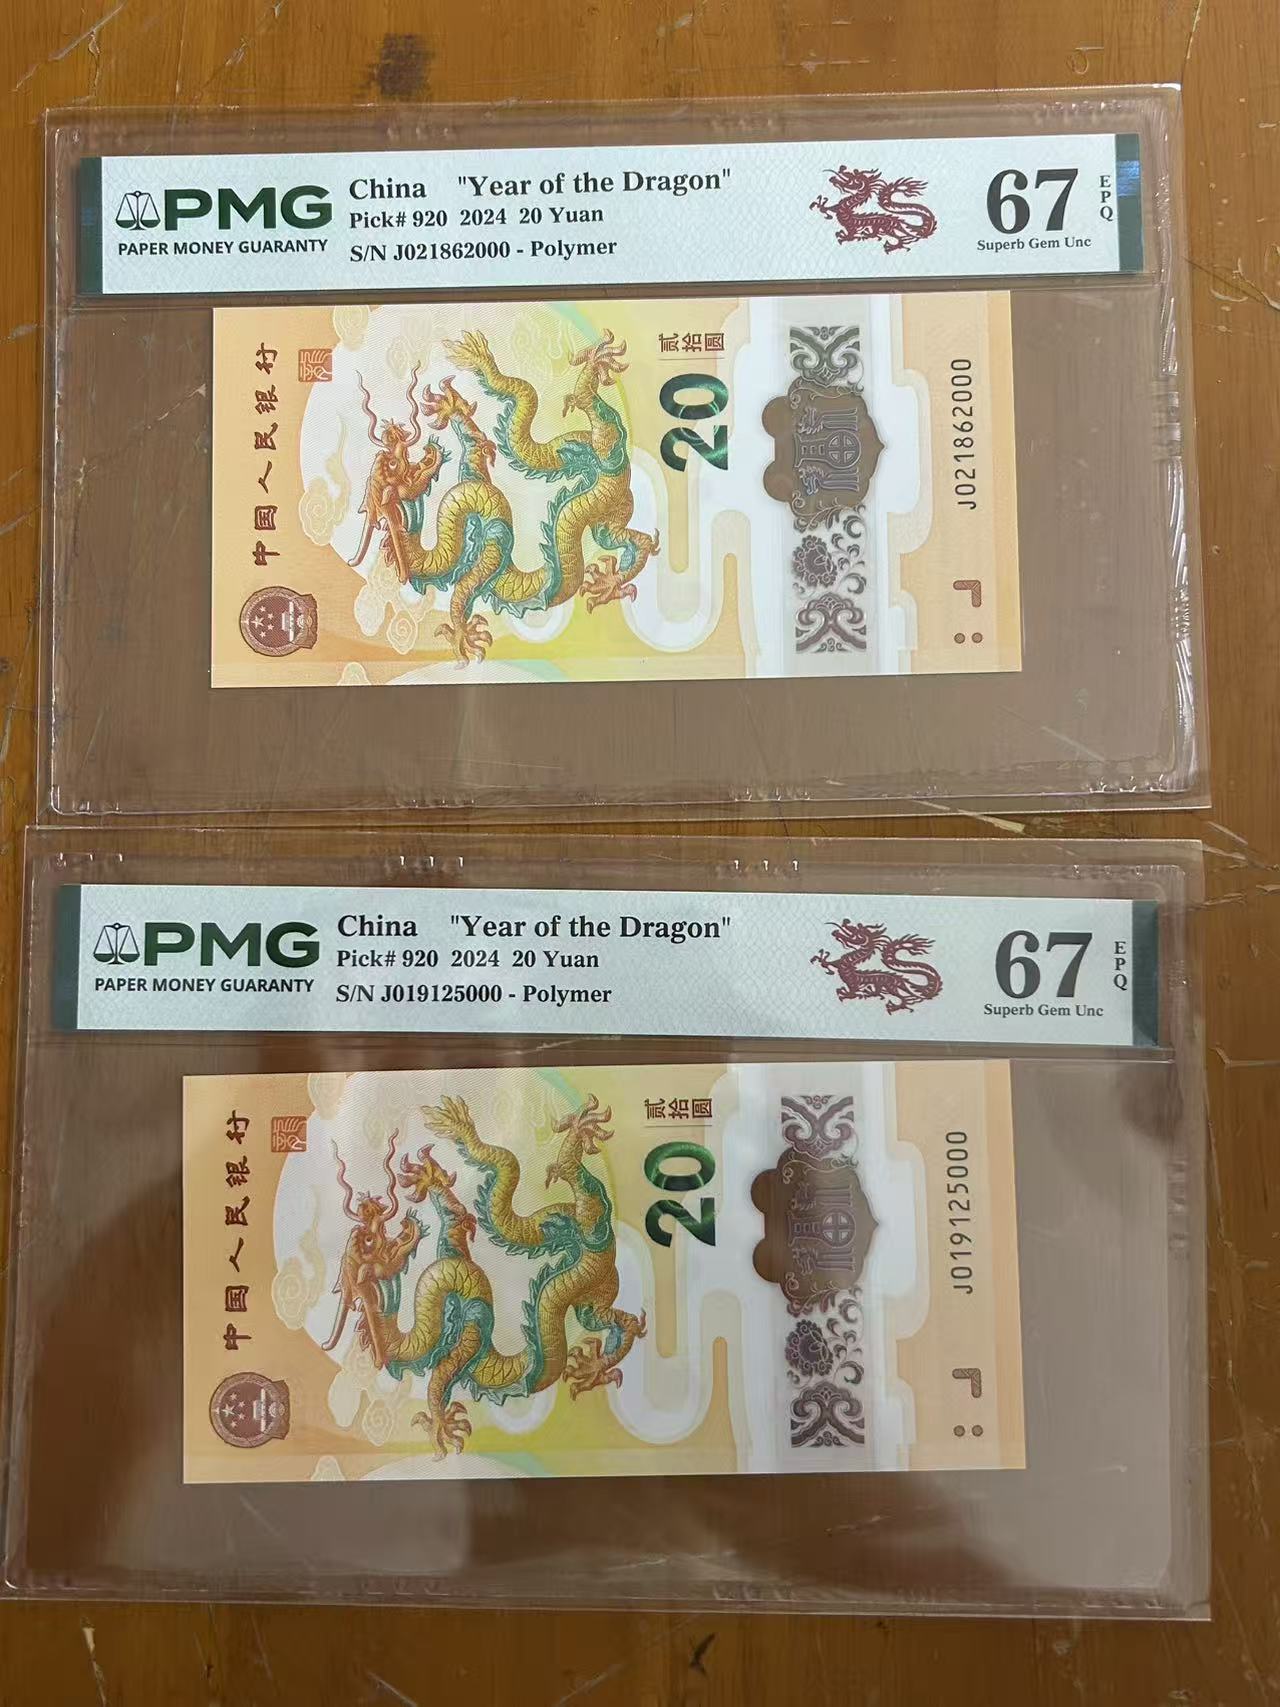 PMG
PAPER MONEY GUARANTY
China "Year of the Dragon"
Pick# 920 2024 20 Yuan
S/N J021862000 - Polymer
67
EPQ
Superb Gem Unc
中国人民银行
贰拾圆
20
J021862000
PMG
PAPER MONEY GUARANTY
China "Year of the Dragon"
Pick# 920 2024 20 Yuan
S/N J019125000 - Polymer
67
EPQ
Superb Gem Unc
中国人民银行
贰拾圆
20
J019125000